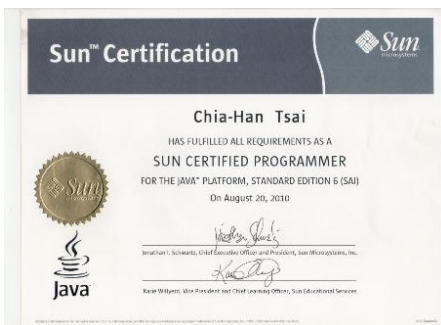 Sun™ Certification
Sun
microsystems
Chia-Han Tsai
HAS FULFILLED ALL REQUIREMENTS AS A
SUN CERTIFIED PROGRAMMER
FOR THE JAVA™ PLATFORM, STANDARD EDITION 6 (SAI)
On August 20, 2010
Sun
Jonathan I. Schwartz, Chief Executive Officer and President, Sun Microsystems, Inc.
Java
Karie Willyerd, Vice President and Chief Learning Officer, Sun Educational Services